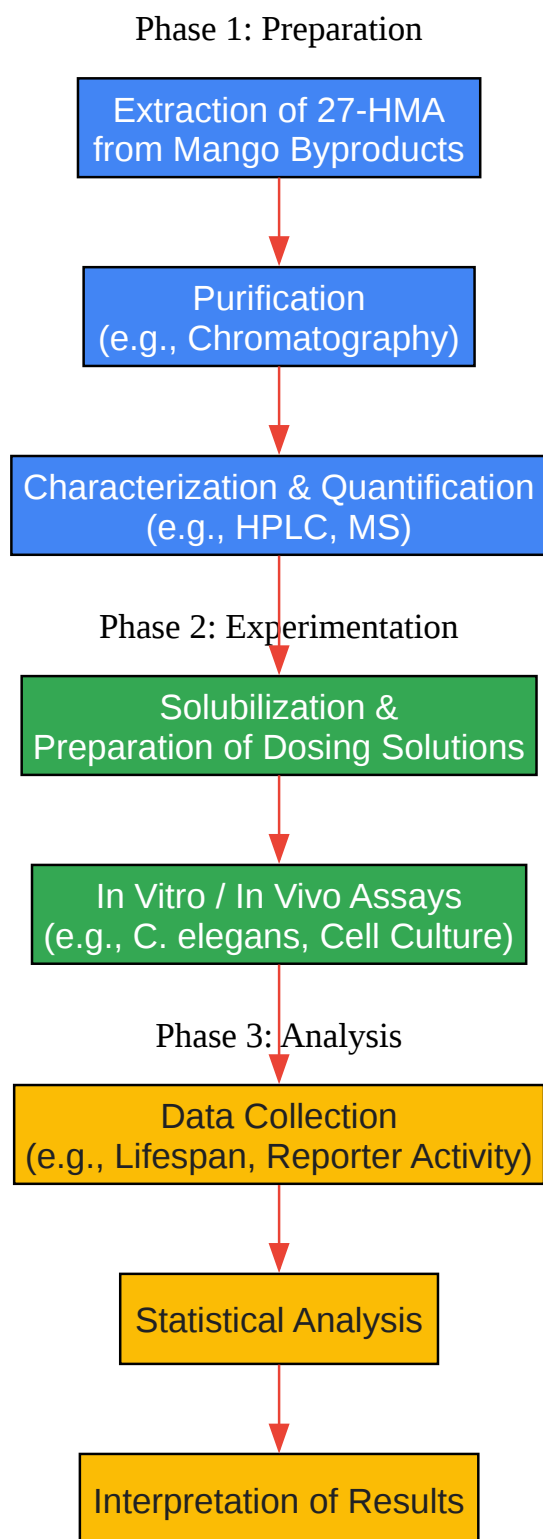 Phase 1: Preparation
Extraction of 27-HMA
from Mango Byproducts
Purification
(e.g., Chromatography)
Characterization & Quantification
(e.g., HPLC, MS)
Phase 2: Experimentation
Solubilization &
Preparation of Dosing Solutions
In Vitro / In Vivo Assays
(e.g., C. elegans, Cell Culture)
Phase 3: Analysis
Data Collection
(e.g., Lifespan, Reporter Activity)
Statistical Analysis
Interpretation of Results